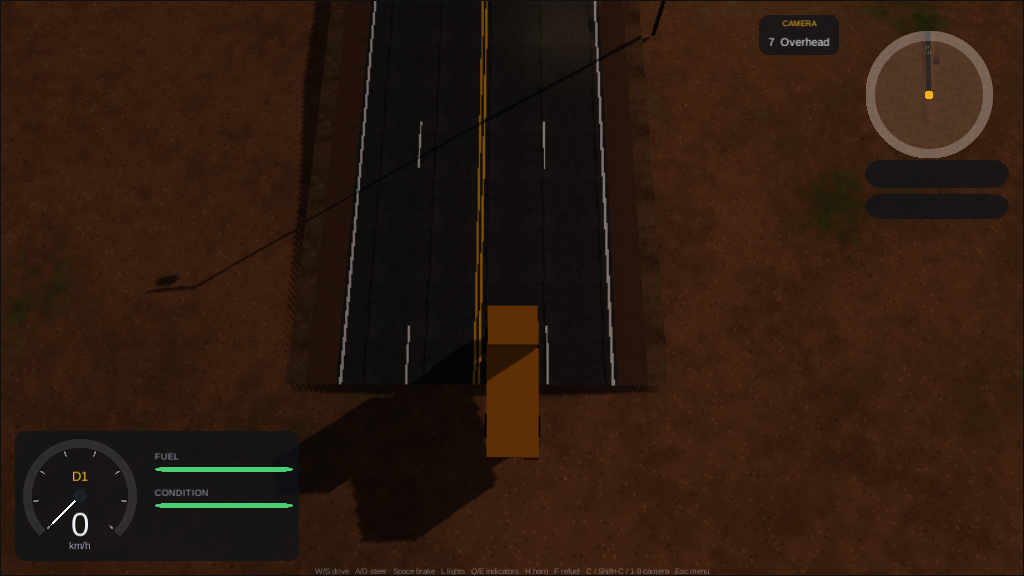 CAMERA
7 Overhead
FUEL
D1
CONDITION
0
km/h
W/S drive A/D steer Space brake L lights Q/E indicators H horn F refuel C / Shift+C / 1-8 camera Esc menu